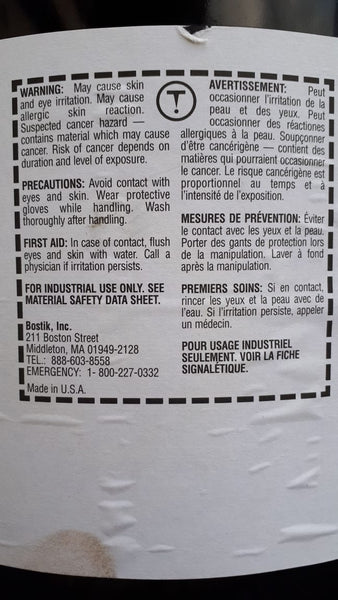 WARNING: May cause skin
and eye irritation. May cause
allergic skin reaction.
Suspected cancer hazard —
contains material which may cause
cancer. Risk of cancer depends on
duration and level of exposure.
PRECAUTIONS: Avoid contact with
eyes and skin. Wear protective
gloves while handling. Wash
thoroughly after handling.
FIRST AID: In case of contact, flush
eyes and skin with water. Call a
physician if irritation persists.
FOR INDUSTRIAL USE ONLY. SEE
MATERIAL SAFETY DATA SHEET.
Bostik, Inc.
211 Boston Street
Middleton, MA 01949-2128
TEL.: 888-603-8558
EMERGENCY: 1- 800-227-0332
Made in U.S.A.
T
AVERTISSEMENT: Peut
occasionner l'irritation de la
peau et des yeux. Peut
occasionner des réactions
allergiques à la peau. Soupçonner
d'être cancérigène — contient des
matières qui pourraient occasionner
le cancer. Le risque cancérigène est
proportionnel au temps et à
l'intensité de l'exposition.
MESURES DE PRÉVENTION: Éviter
le contact avec les yeux et la peau.
Porter des gants de protection lors
de la manipulation. Laver à fond
après la manipulation.
PREMIERS SOINS: Si en contact,
rincer les yeux et la peau avec de
l'eau. Si l'irritation persiste, appeler
un médecin.
POUR USAGE INDUSTRIEL
SEULEMENT. VOIR LA FICHE
SIGNALÉTIQUE.